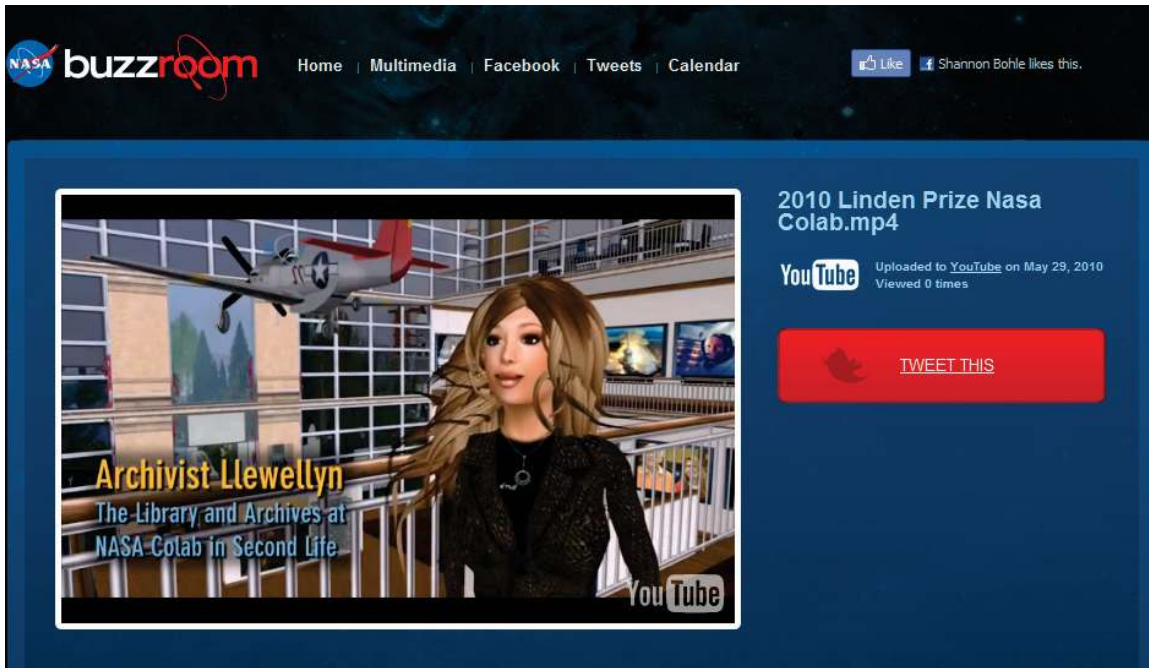 NASA buzzroom Home | Multimedia | Facebook | Tweets | Calendar Like f Shannon Bohle likes this.
2010 Linden Prize Nasa
Colab.mp4
YouTube Uploaded to YouTube on May 29, 2010
Viewed 0 times
TWEET THIS
Archivist Llewellyn
The Library and Archives at
NASA Colab in Second Life
YouTube